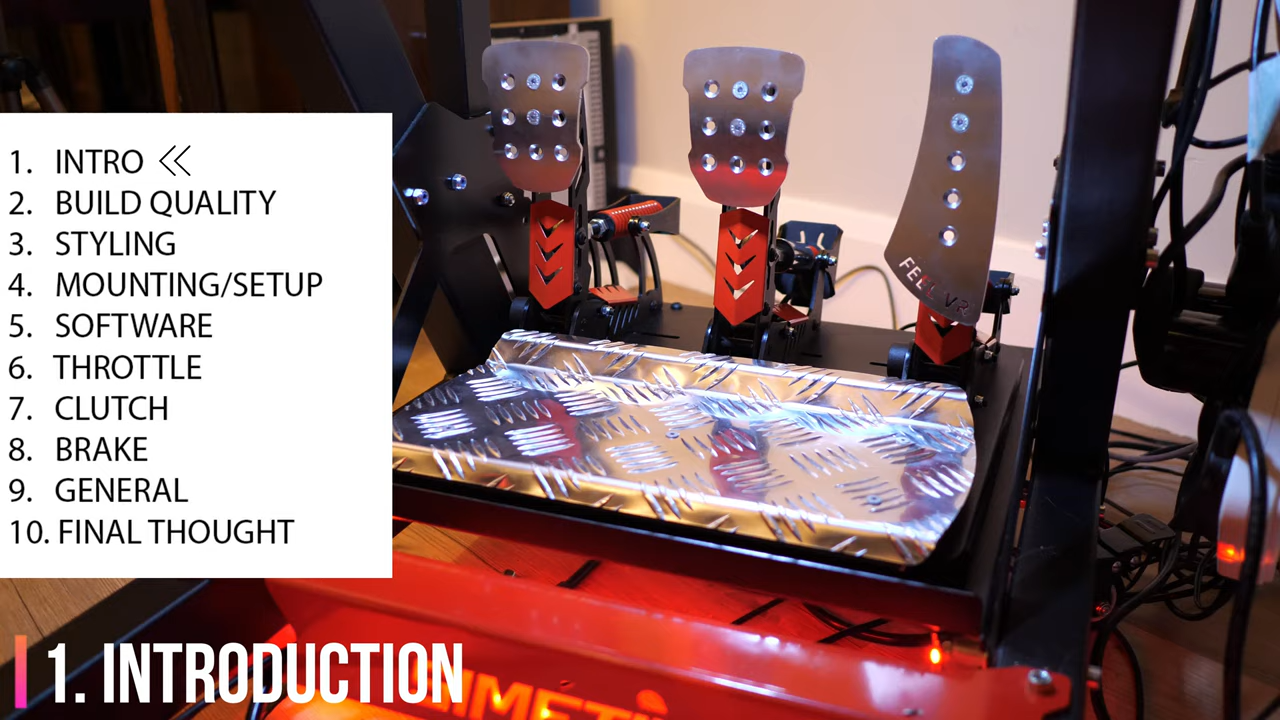 1. INTRO <<
2. BUILD QUALITY
3. STYLING
4. MOUNTING/SETUP
5. SOFTWARE
6. THROTTLE
7. CLUTCH
8. BRAKE
9. GENERAL
10. FINAL THOUGHT
FEEL VR
1. INTRODUCTION